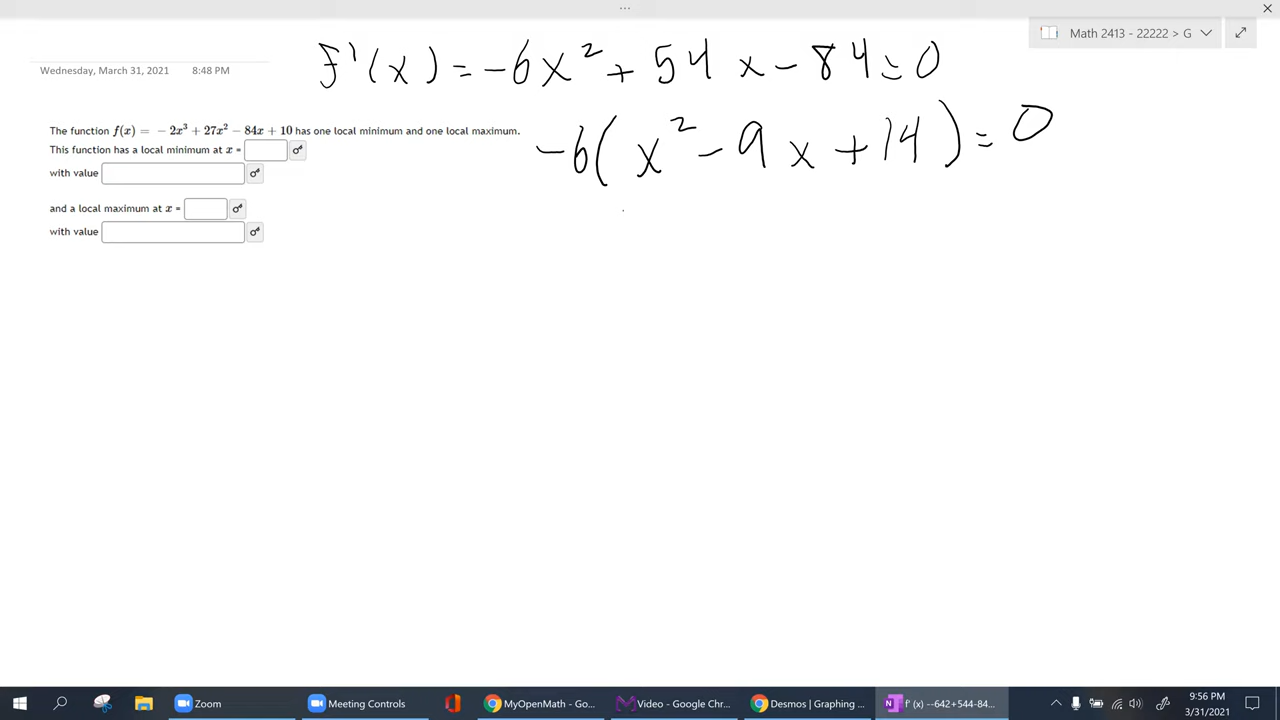 Math 2413 - 22222 > G
f'(x) = -6x² + 54x - 84 = 0
Wednesday, March 31, 2021 8:48 PM
-6(x² - 9x + 14) = 0
The function f(x) = − 2x³ + 27x² − 84x + 10 has one local minimum and one local maximum.
This function has a local minimum at x =
with value
and a local maximum at x =
with value
Zoom
Meeting Controls
MyOpenMath - Go...
Video - Google Chr...
Desmos | Graphing ...
f' (x) --642+544-84...
9:56 PM
3/31/2021